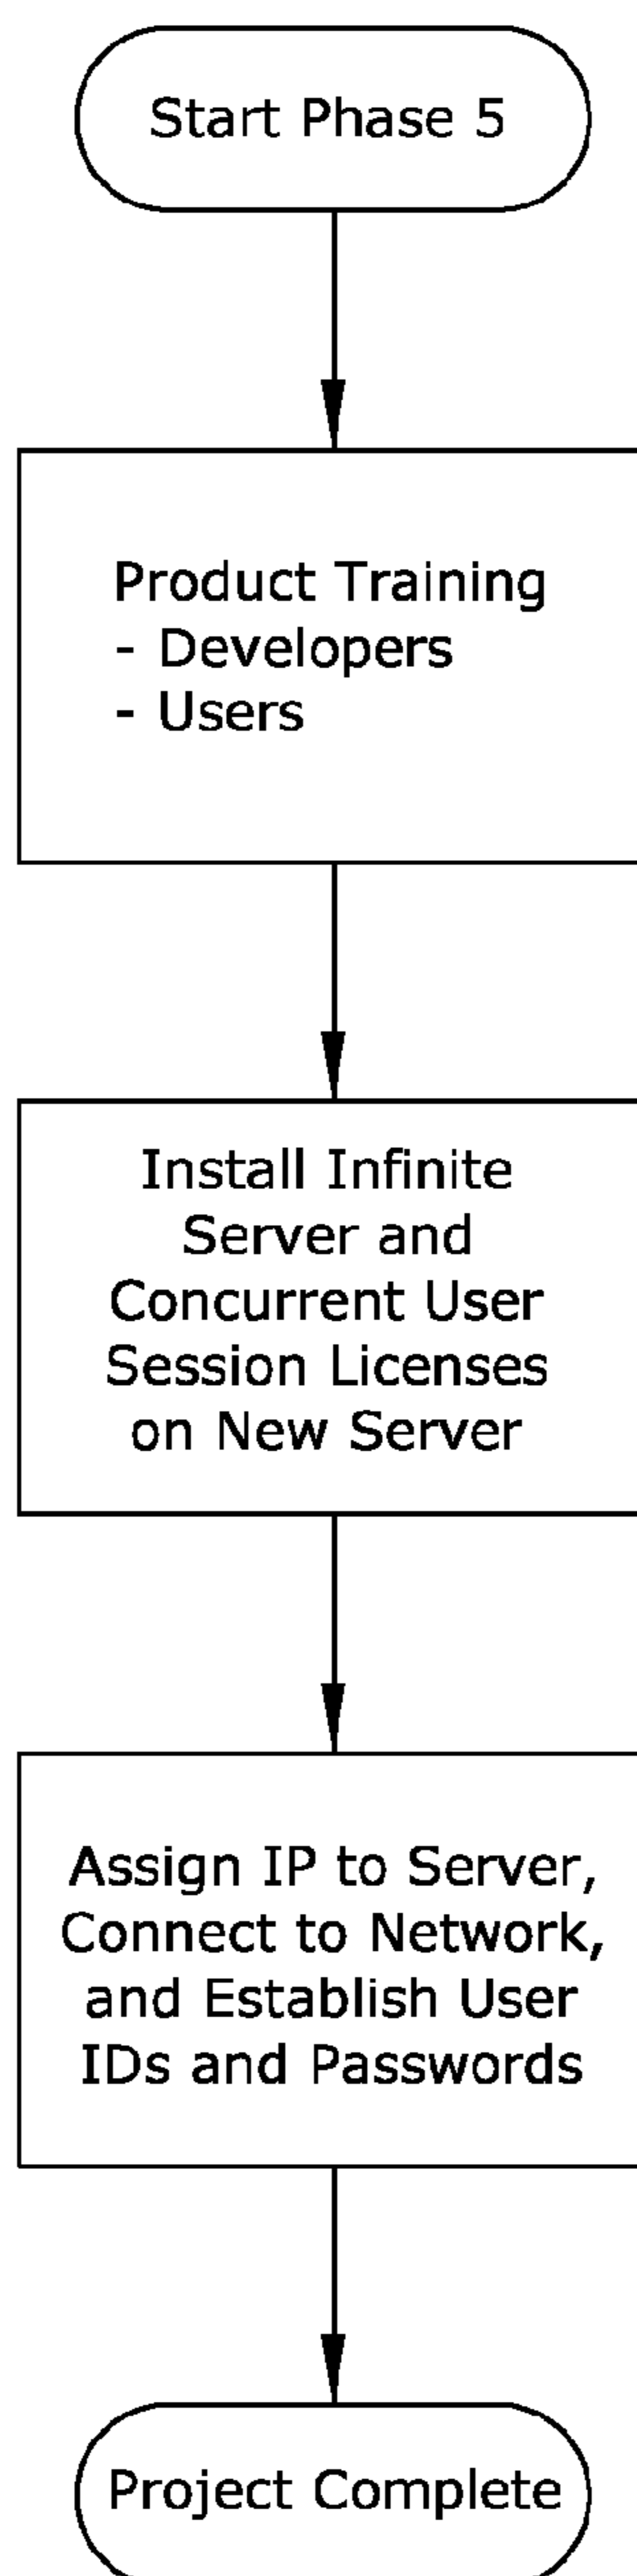 Start Phase 5
Product Training
- Developers
- Users
Install Infinite
Server and
Concurrent User
Session Licenses
on New Server
Assign IP to Server,
Connect to Network,
and Establish User
IDs and Passwords
Project Complete